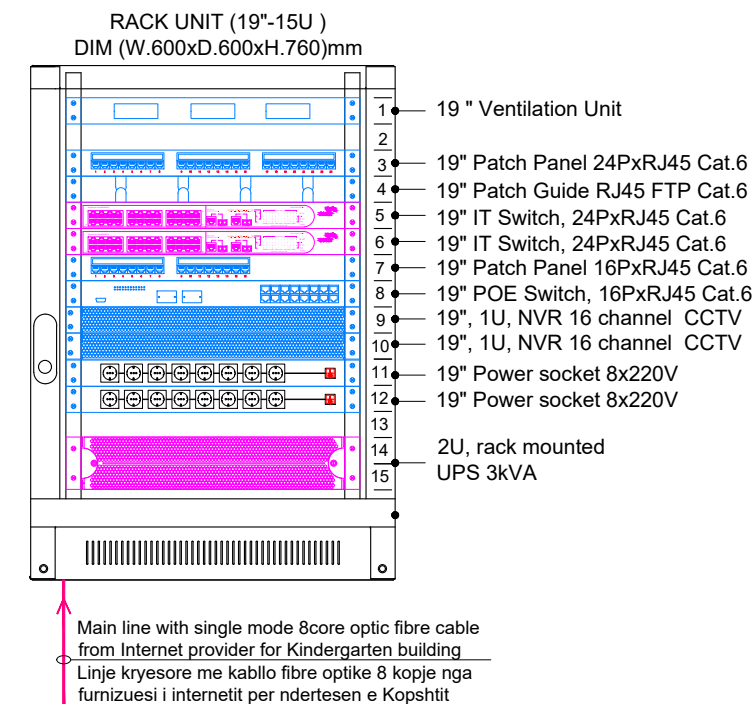 RACK UNIT (19"-15U )
DIM (W.600xD.600xH.760)mm
1 19 " Ventilation Unit
2
3 19" Patch Panel 24PxRJ45 Cat.6
4 19" Patch Guide RJ45 FTP Cat.6
5 19" IT Switch, 24PxRJ45 Cat.6
6 19" IT Switch, 24PxRJ45 Cat.6
7 19" Patch Panel 16PxRJ45 Cat.6
8 19" POE Switch, 16PxRJ45 Cat.6
9 19", 1U, NVR 16 channel CCTV
10 19", 1U, NVR 16 channel CCTV
11 19" Power socket 8x220V
12 19" Power socket 8x220V
13
14 2U, rack mounted
15 UPS 3kVA
Main line with single mode 8core optic fibre cable
from Internet provider for Kindergarten building
Linje kryesore me kabllo fibre optike 8 kopje nga
furnizuesi i internetit per ndertesen e Kopshtit